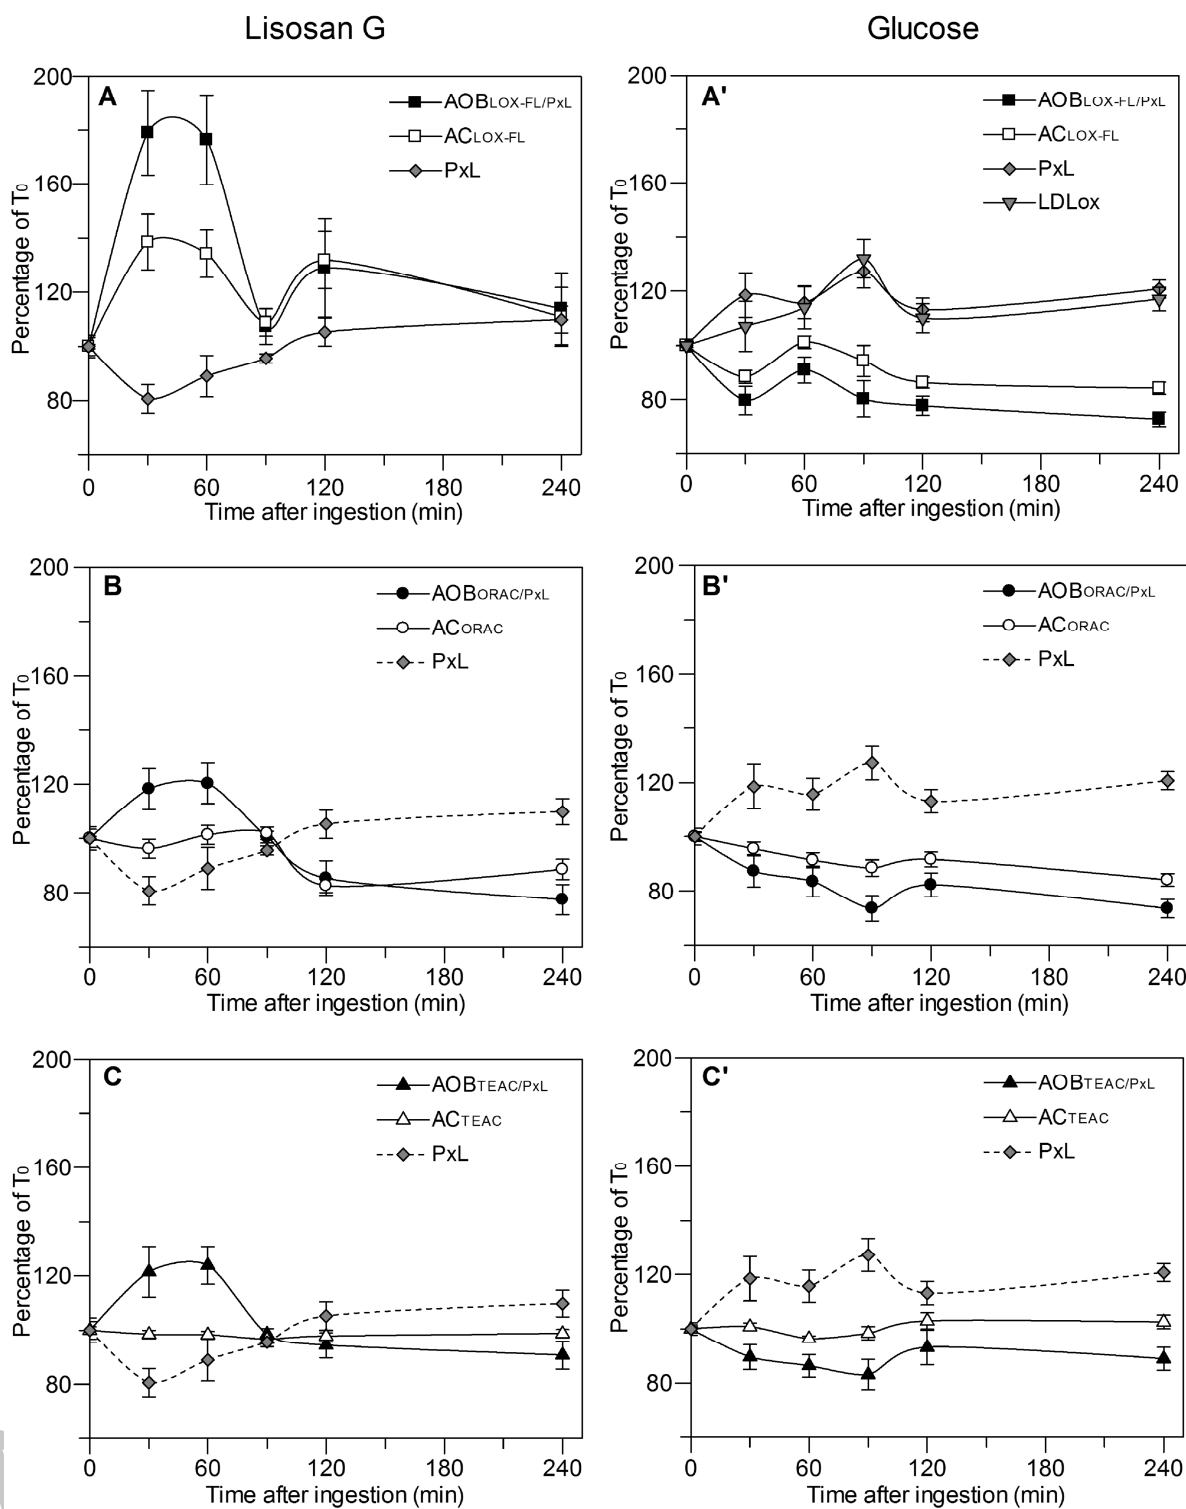 Lisosan G
Glucose
A
AOBLOX-FL/PxL
ACLOX-FL
PxL
200
160
120
80
Percentage of T0
0 60 120 180 240
Time after ingestion (min)
A'
AOBLOX-FL/PxL
ACLOX-FL
PxL
LDLox
200
160
120
80
Percentage of T0
0 60 120 180 240
Time after ingestion (min)
B
AOBORAC/PxL
ACORAC
PxL
200
160
120
80
Percentage of T0
0 60 120 180 240
Time after ingestion (min)
B'
AOBORAC/PxL
ACORAC
PxL
200
160
120
80
Percentage of T0
0 60 120 180 240
Time after ingestion (min)
C
AOBTEAC/PxL
ACTEAC
PxL
200
160
120
80
Percentage of T0
0 60 120 180 240
Time after ingestion (min)
C'
AOBTEAC/PxL
ACTEAC
PxL
200
160
120
80
Percentage of T0
0 60 120 180 240
Time after ingestion (min)